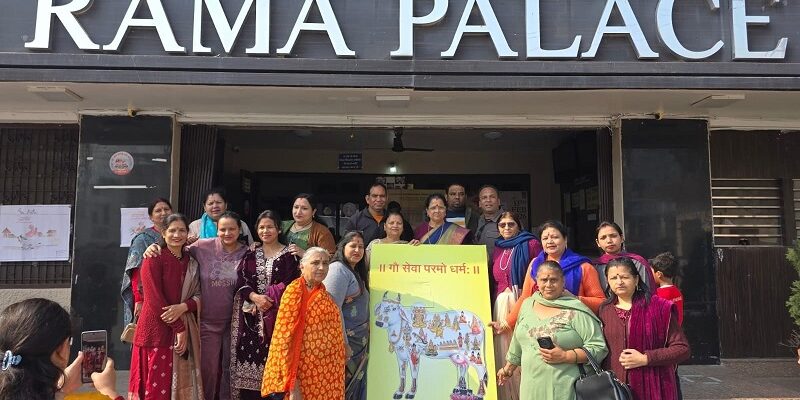 RAMA PALACE
॥ गौ सेवा परमो धर्मः ॥